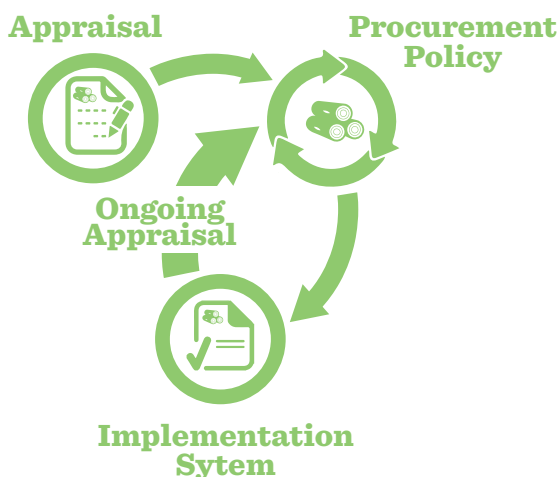 Appraisal
Procurement
Policy
Ongoing
Appraisal
Implementation
Sytem